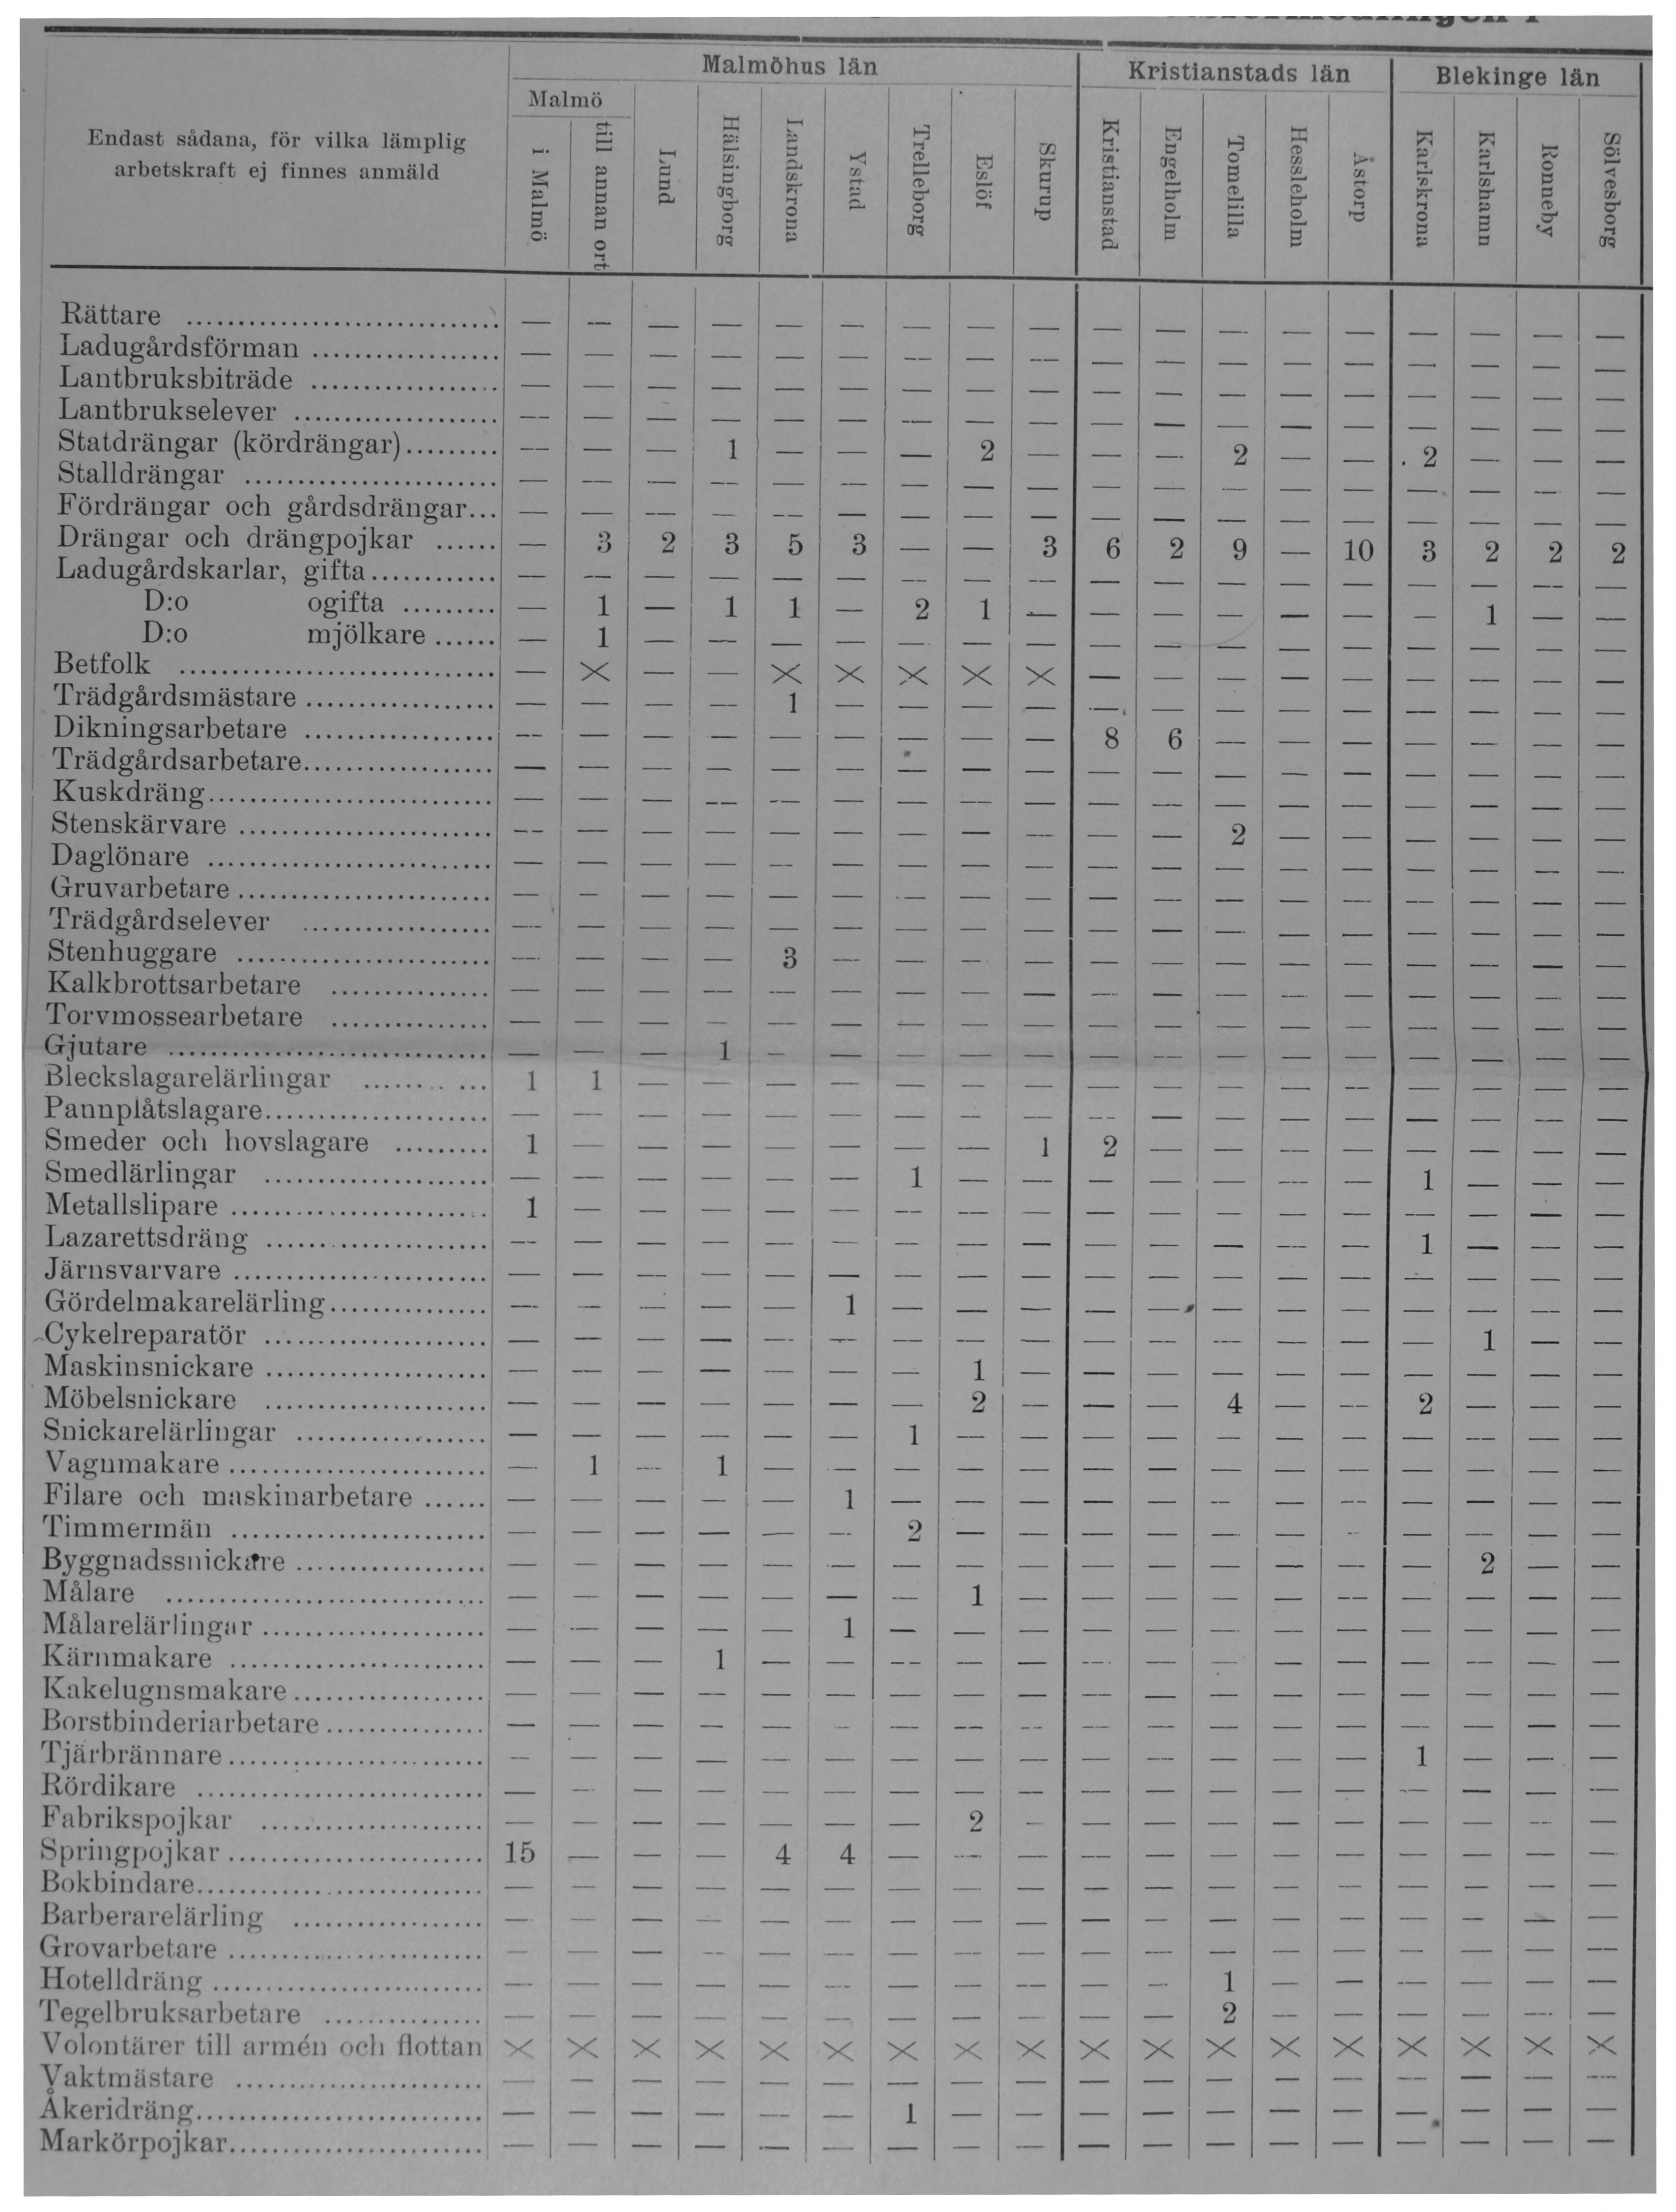 Malmöhus län Kristianstads län Blekinge län
Malmö
Endast sådana, för vilka lämplig
arbetskraft ej finnes anmäld
i Malmö till annan ort Lund Hälsingborg Landskrona Ystad Trelleborg Eslöf Skurup Kristianstad Engelholm Tomelilla Hessleholm Åstorp Karlskrona Karlshamn Ronneby Sölvesborg
Rättare — — — — — — — — — — — — — — — — — —
Ladugårdsförman — — — — — — — — — — — — — — — — — —
Lantbruksbiträde — — — — — — — — — — — — — — — — — —
Lantbrukselever — — — — — — — — — — — — — — — — — —
Statdrängar (kördrängar) — — — 1 — — — 2 — — — 2 — — 2 — — —
Stalldrängar — — — — — — — — — — — — — — — — — —
Fördrängar och gårdsdrängar... — — — — — — — — — — — — — — — — — —
Drängar och drängpojkar — 3 2 3 5 3 — — 3 6 2 9 — 10 3 2 2 2
Ladugårdskarlar, gifta — — — — — — — — — — — — — — — — — —
D:o ogifta — 1 — 1 1 — 2 1 — — — — — — — 1 — —
D:o mjölkare — 1 — — — — — — — — — — — — — — — —
Betfolk — × — — × × × × × — — — — — — — — —
Trädgårdsmästare — — — — 1 — — — — — — — — — — — — —
Dikningsarbetare — — — — — — — — — 8 6 — — — — — — —
Trädgårdsarbetare — — — — — — — — — — — — — — — — — —
Kuskdräng — — — — — — — — — — — — — — — — — —
Stenskärvare — — — — — — — — — — — 2 — — — — — —
Daglönare — — — — — — — — — — — — — — — — — —
Gruvarbetare — — — — — — — — — — — — — — — — — —
Trädgårdselever — — — — — — — — — — — — — — — — — —
Stenhuggare — — — — 3 — — — — — — — — — — — — —
Kalkbrottsarbetare — — — — — — — — — — — — — — — — — —
Torvmossearbetare — — — — — — — — — — — — — — — — — —
Gjutare — — — 1 — — — — — — — — — — — — — —
Bleckslagarelärlingar 1 1 — — — — — — — — — — — — — — — —
Pannplåtslagare — — — — — — — — — — — — — — — — — —
Smeder och hovslagare 1 — — — — — — — 1 2 — — — — — — — —
Smedlärlingar — — — — — — 1 — — — — — — — 1 — — —
Metallslipare 1 — — — — — — — — — — — — — — — — —
Lazarettsdräng — — — — — — — — — — — — — — 1 — — —
Järnsvarvare — — — — — — — — — — — — — — — — — —
Gördelmakarelärling — — — — — 1 — — — — — — — — — — — —
Cykelreparatör — — — — — — — — — — — — — — — 1 — —
Maskinsnickare — — — — — — — 1 — — — — — — — — — —
Möbelsnickare — — — — — — — 2 — — — 4 — — 2 — — —
Snickarelärlingar — — — — — — 1 — — — — — — — — — — —
Vagnmakare — 1 — 1 — — — — — — — — — — — — — —
Filare och maskinarbetare — — — — — 1 — — — — — — — — — — — —
Timmermän — — — — — — 2 — — — — — — — — — — —
Byggnadssnickare — — — — — — — — — — — — — — — 2 — —
Målare — — — — — — — 1 — — — — — — — — — —
Målarelärlingar — — — — — 1 — — — — — — — — — — — —
Kärnmakare — — — 1 — — — — — — — — — — — — — —
Kakelugnsmakare — — — — — — — — — — — — — — — — — —
Borstbinderiarbetare — — — — — — — — — — — — — — — — — —
Tjärbrännare — — — — — — — — — — — — — — 1 — — —
Rördikare — — — — — — — — — — — — — — — — — —
Fabrikspojkar — — — — — — — 2 — — — — — — — — — —
Springpojkar 15 — — — 4 4 — — — — — — — — — — — —
Bokbindare — — — — — — — — — — — — — — — — — —
Barberarelärling — — — — — — — — — — — — — — — — — —
Grovarbetare — — — — — — — — — — — — — — — — — —
Hotelldräng — — — — — — — — — — — 1 — — — — — —
Tegelbruksarbetare — — — — — — — — — — — 2 — — — — — —
Volontärer till armén och flottan × × × × × × × × × × × × × × × × × ×
Vaktmästare — — — — — — — — — — — — — — — — — —
Åkeridräng — — — — — — 1 — — — — — — — — — — —
Markörpojkar — — — — — — — — — — — — — — — — — —